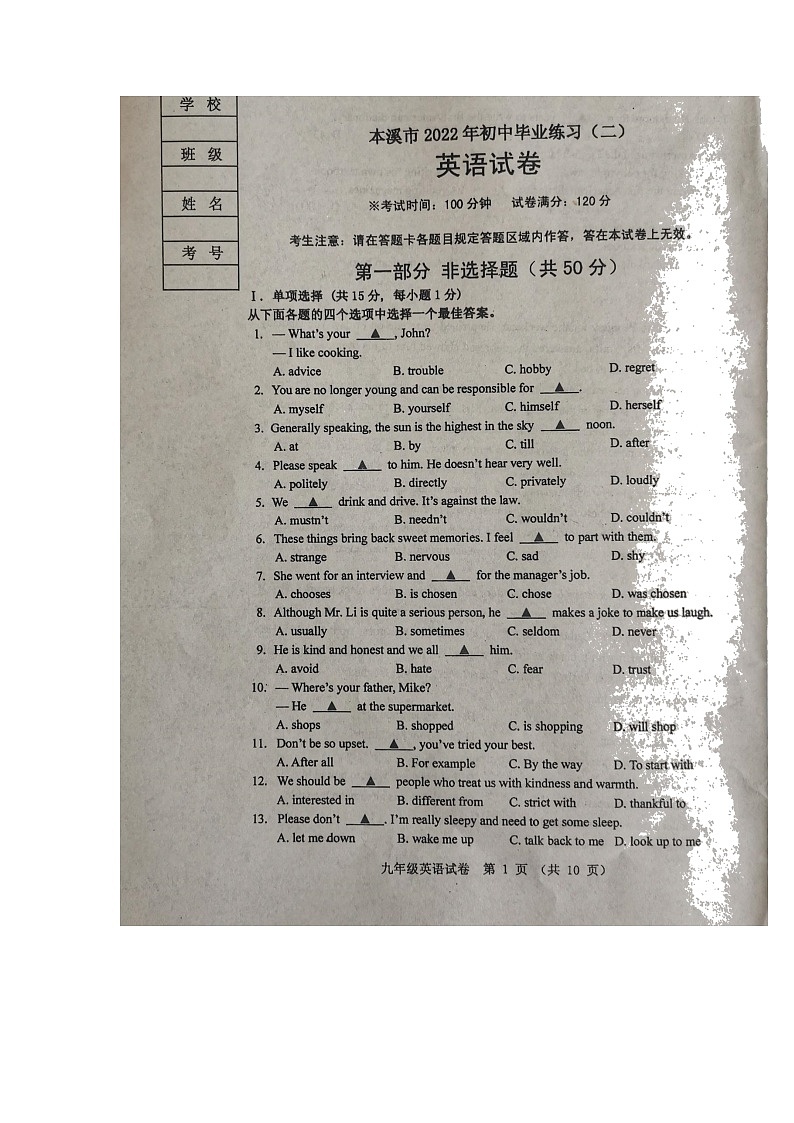 学 校
班 级
姓 名
考 号
本溪市 2022 年初中毕业练习（二）
英语试卷
※考试时间：100 分钟 试卷满分：120 分
考生注意：请在答题卡各题目规定答题区域内作答，答在本试卷上无效。
第一部分 非选择题（共 50 分）
Ⅰ. 单项选择 (共 15 分，每小题 1 分)
从下面各题的四个选项中选择一个最佳答案。
1. — What's your ▲ , John?
— I like cooking.
A. advice B. trouble C. hobby D. regret
2. You are no longer young and can be responsible for ▲ .
A. myself B. yourself C. himself D. herself
3. Generally speaking, the sun is the highest in the sky ▲ noon.
A. at B. by C. till D. after
4. Please speak ▲ to him. He doesn't hear very well.
A. politely B. directly C. privately D. loudly
5. We ▲ drink and drive. It's against the law.
A. mustn't B. needn't C. wouldn't D. couldn't
6. These things bring back sweet memories. I feel ▲ to part with them.
A. strange B. nervous C. sad D. shy
7. She went for an interview and ▲ for the manager's job.
A. chooses B. is chosen C. chose D. was chosen
8. Although Mr. Li is quite a serious person, he ▲ makes a joke to make us laugh.
A. usually B. sometimes C. seldom D. never
9. He is kind and honest and we all ▲ him.
A. avoid B. hate C. fear D. trust
10. — Where's your father, Mike?
— He ▲ at the supermarket.
A. shops B. shopped C. is shopping D. will shop
11. Don't be so upset. ▲ , you've tried your best.
A. After all B. For example C. By the way D. To start with
12. We should be ▲ people who treat us with kindness and warmth.
A. interested in B. different from C. strict with D. thankful to
13. Please don't ▲ . I'm really sleepy and need to get some sleep.
A. let me down B. wake me up C. talk back to me D. look up to me
九年级英语试卷 第 1 页 （共 10 页）